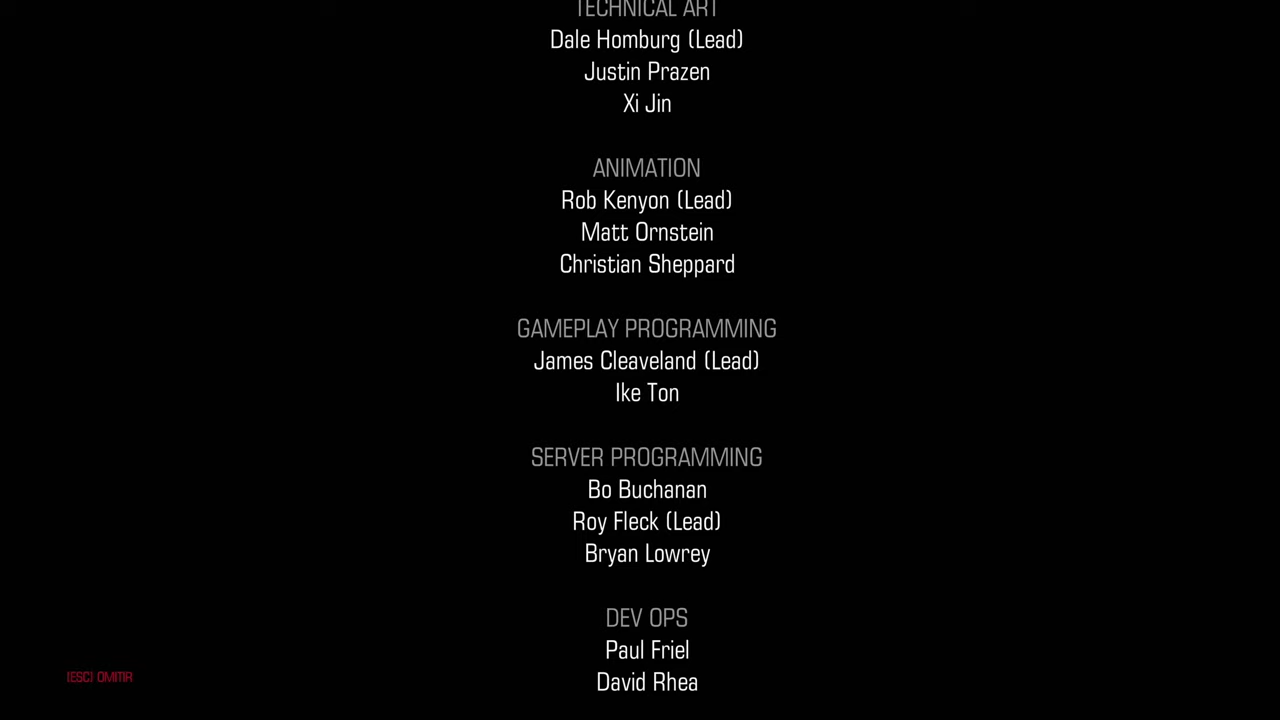 TECHNICAL ART
Dale Homburg (Lead)
Justin Prazen
Xi Jin
ANIMATION
Rob Kenyon (Lead)
Matt Ornstein
Christian Sheppard
GAMEPLAY PROGRAMMING
James Cleaveland (Lead)
Ike Ton
SERVER PROGRAMMING
Bo Buchanan
Roy Fleck (Lead)
Bryan Lowrey
DEV OPS
Paul Friel
David Rhea
[ESC] OMITIR